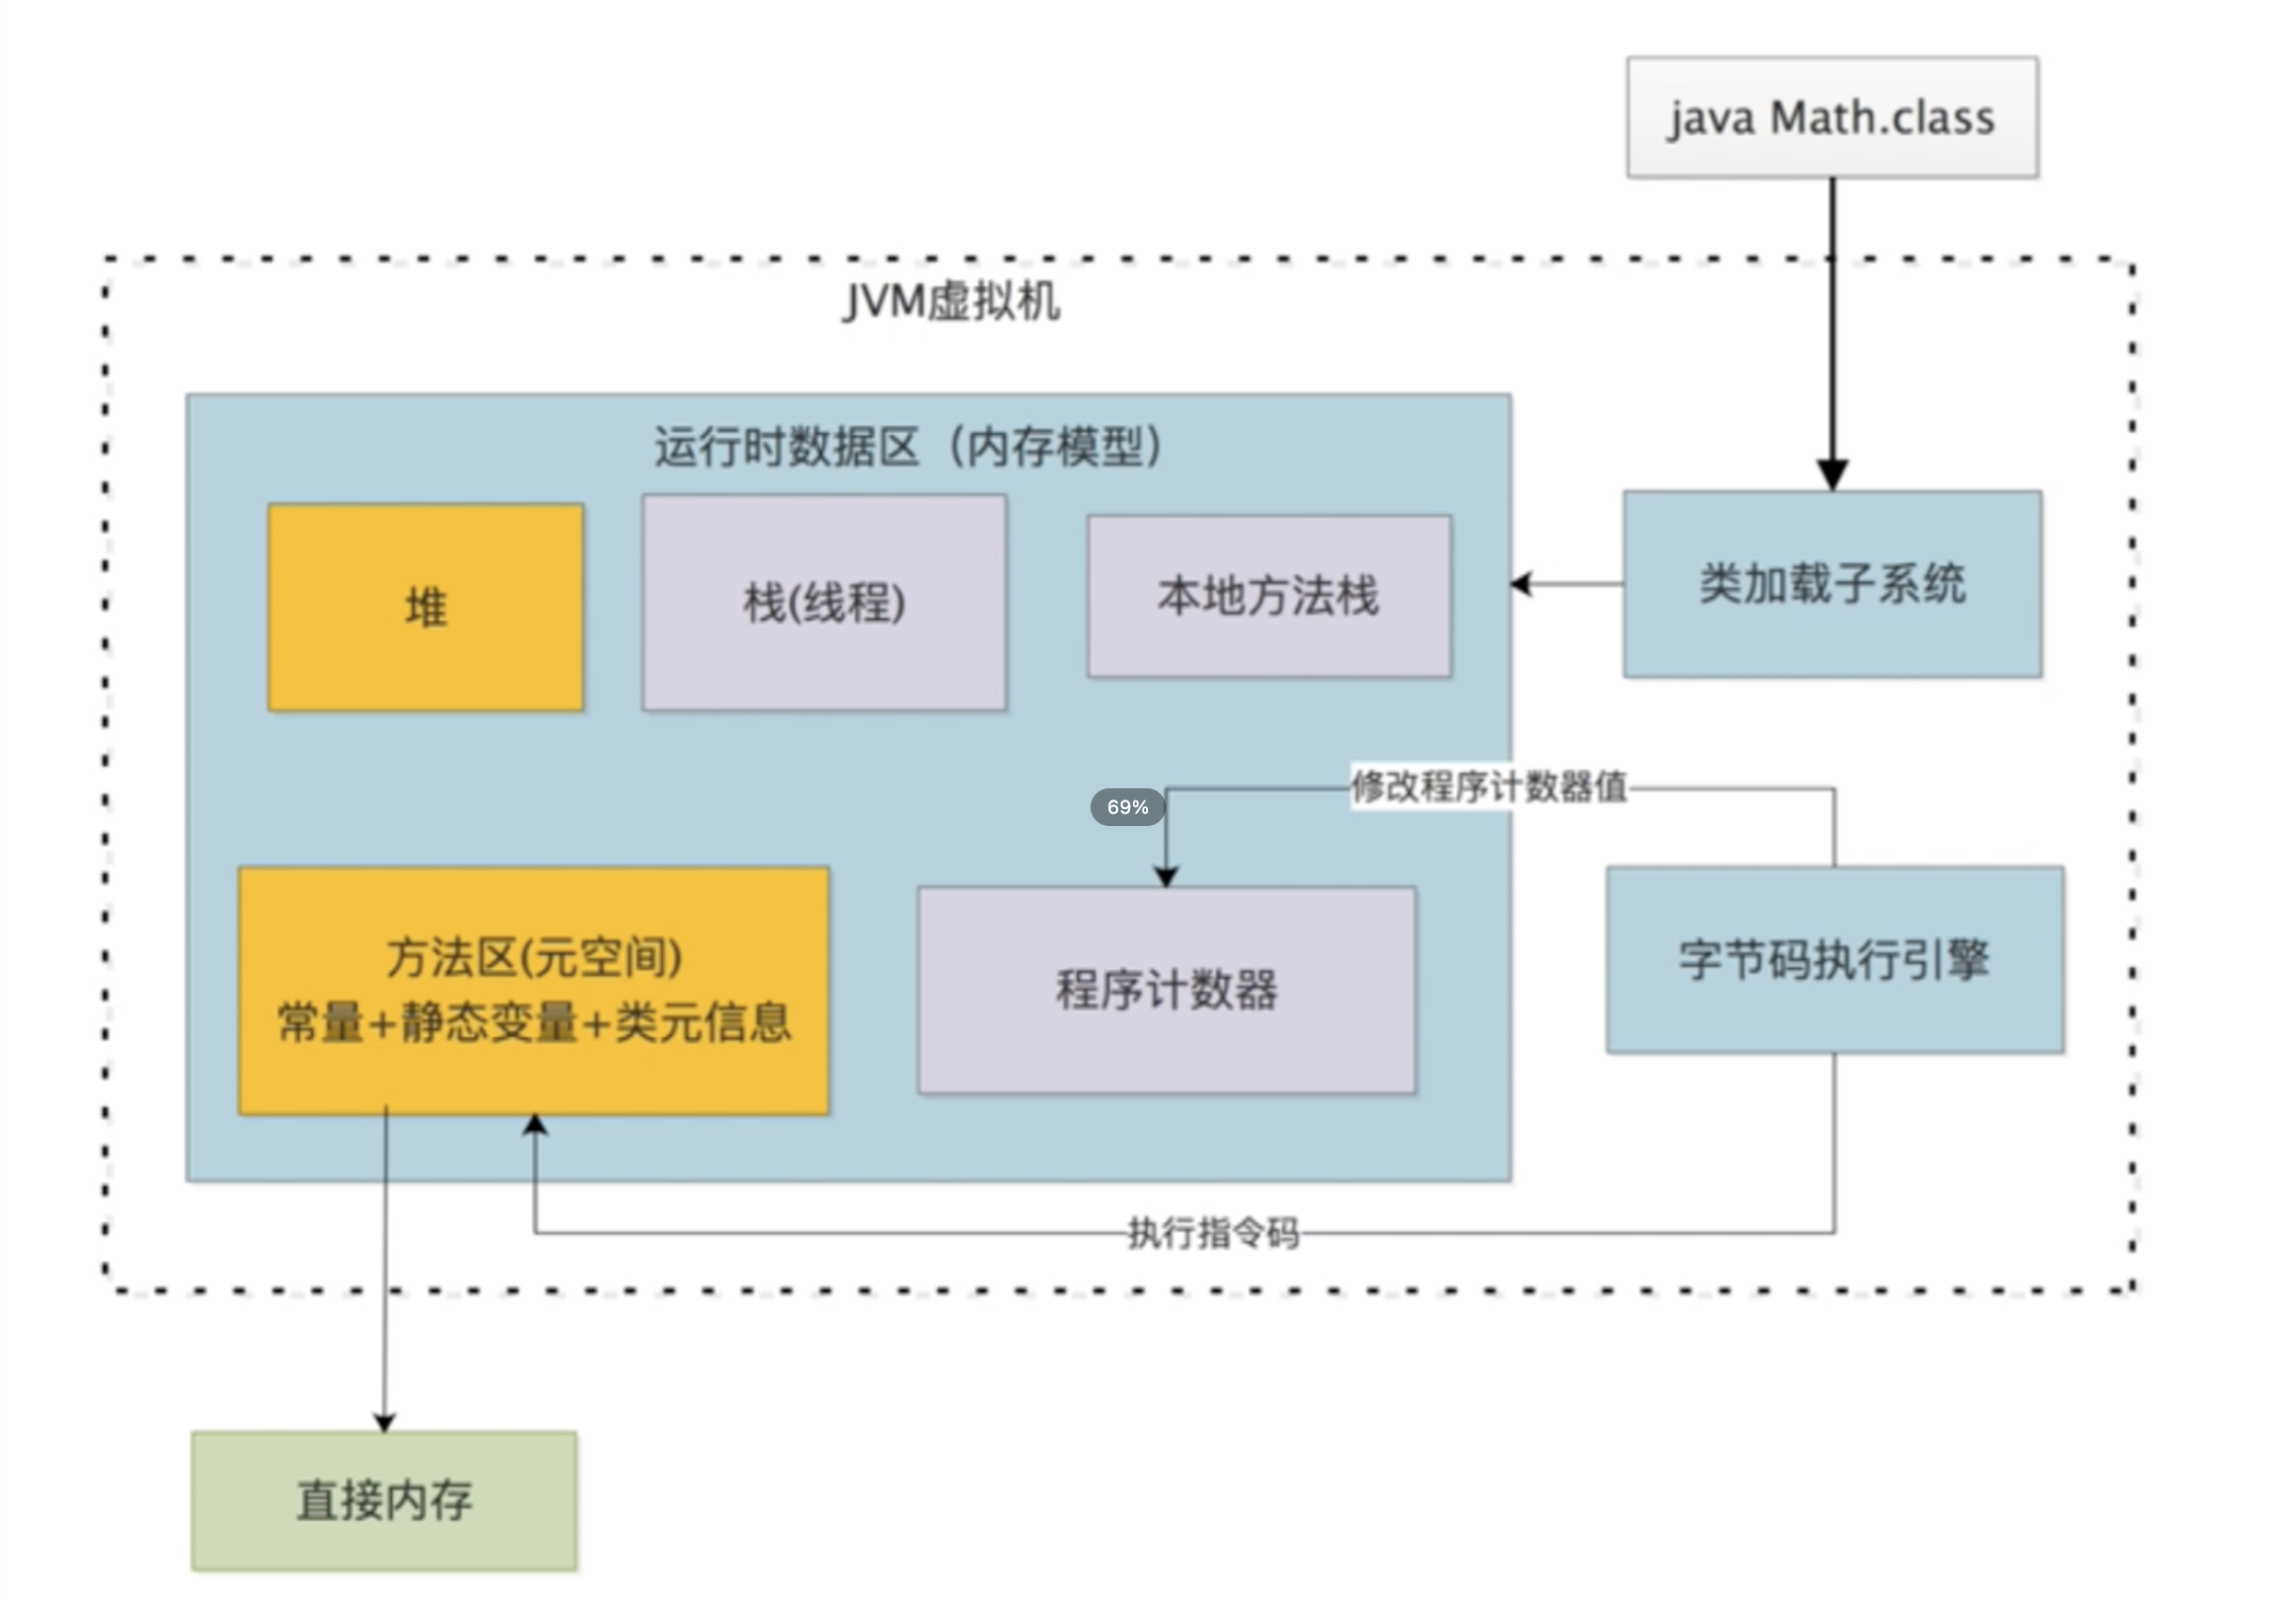 java Math.class
JVM虚拟机
运行时数据区（内存模型）
堆
栈(线程)
本地方法栈
类加载子系统
修改程序计数器值
69%
方法区(元空间)
常量+静态变量+类元信息
程序计数器
字节码执行引擎
执行指令码
直接内存